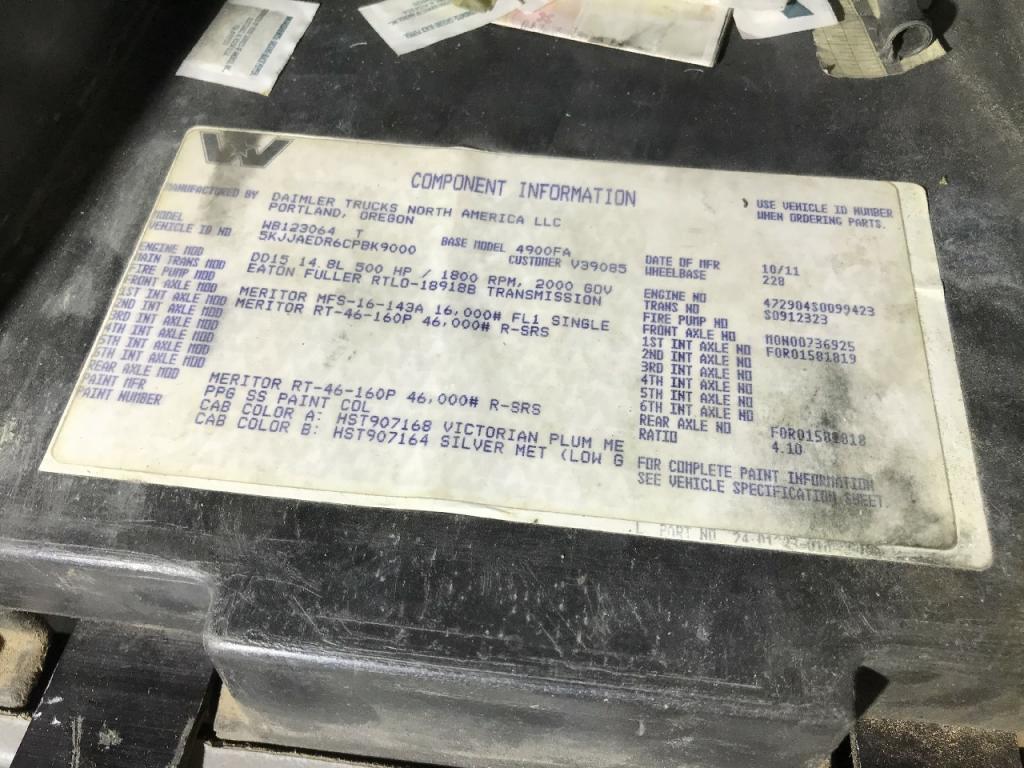 COMPONENT INFORMATION
MANUFACTURED BY DAIMLER TRUCKS NORTH AMERICA LLC
PORTLAND, OREGON
USE VEHICLE ID NUMBER
WHEN ORDERING PARTS.
MODEL WB123064 T BASE MODEL 4900FA DATE OF MFR 10/11
VEHICLE ID NO 5KJJAEDR6CPBK9000 CUSTOMER V39085 WHEELBASE 228
ENGINE MOD DD15 14.8L 500 HP / 1800 RPM, 2000 GOV ENGINE NO 472904S0099423
MAIN TRANS MOD EATON FULLER RTLO-18918B TRANSMISSION TRANS NO S0912323
FIRE PUMP MOD FIRE PUMP NO
FRONT AXLE MOD MERITOR MFS-16-143A 16,000# FL1 SINGLE FRONT AXLE NO
1ST INT AXLE MOD MERITOR RT-46-160P 46,000# R-SRS 1ST INT AXLE NO FOR01581819
2ND INT AXLE MOD 2ND INT AXLE NO
3RD INT AXLE MOD 3RD INT AXLE NO
4TH INT AXLE MOD 4TH INT AXLE NO
5TH INT AXLE MOD 5TH INT AXLE NO
6TH INT AXLE MOD 6TH INT AXLE NO
REAR AXLE MOD MERITOR RT-46-160P 46,000# R-SRS REAR AXLE NO FOR01581818
PAINT MFR PPG SS PAINT COL RATIO 4.10
PAINT NUMBER CAB COLOR A: HST907168 VICTORIAN PLUM ME
CAB COLOR B: HST907164 SILVER MET (LOW G
FOR COMPLETE PAINT INFORMATION
SEE VEHICLE SPECIFICATION SHEET.
PART NO